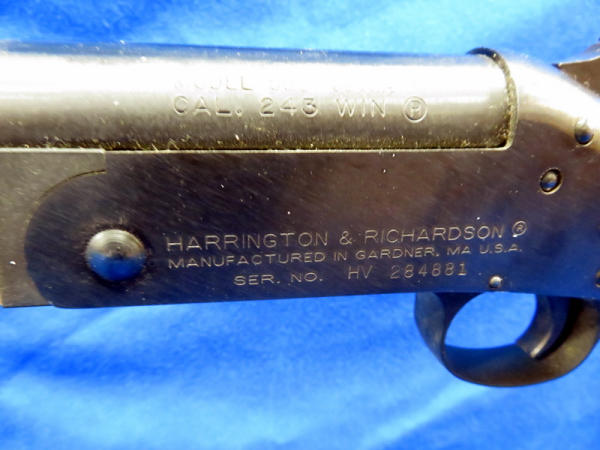 CAL. 243 WIN Ⓟ
HARRINGTON & RICHARDSON ®
MANUFACTURED IN GARDNER, MA U.S.A.
SER. NO. HV 284881